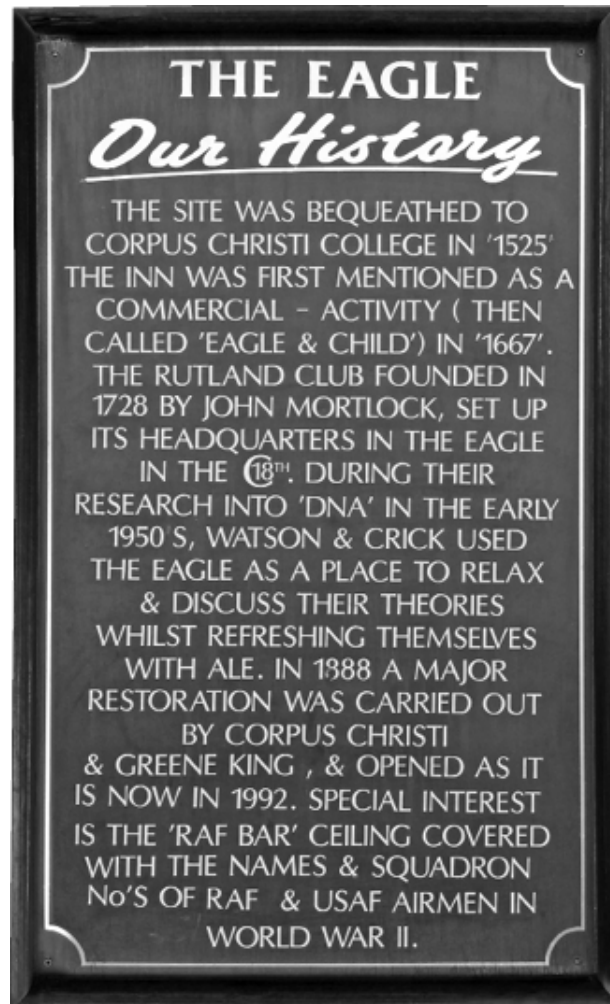 THE EAGLE
Our History
THE SITE WAS BEQUEATHED TO
CORPUS CHRISTI COLLEGE IN '1525'
THE INN WAS FIRST MENTIONED AS A
COMMERCIAL - ACTIVITY ( THEN
CALLED 'EAGLE & CHILD') IN '1667'.
THE RUTLAND CLUB FOUNDED IN
1728 BY JOHN MORTLOCK, SET UP
ITS HEADQUARTERS IN THE EAGLE
IN THE C18TH. DURING THEIR
RESEARCH INTO 'DNA' IN THE EARLY
1950'S, WATSON & CRICK USED
THE EAGLE AS A PLACE TO RELAX
& DISCUSS THEIR THEORIES
WHILST REFRESHING THEMSELVES
WITH ALE. IN 1888 A MAJOR
RESTORATION WAS CARRIED OUT
BY CORPUS CHRISTI
& GREENE KING , & OPENED AS IT
IS NOW IN 1992. SPECIAL INTEREST
IS THE 'RAF BAR' CEILING COVERED
WITH THE NAMES & SQUADRON
No'S OF RAF & USAF AIRMEN IN
WORLD WAR II.